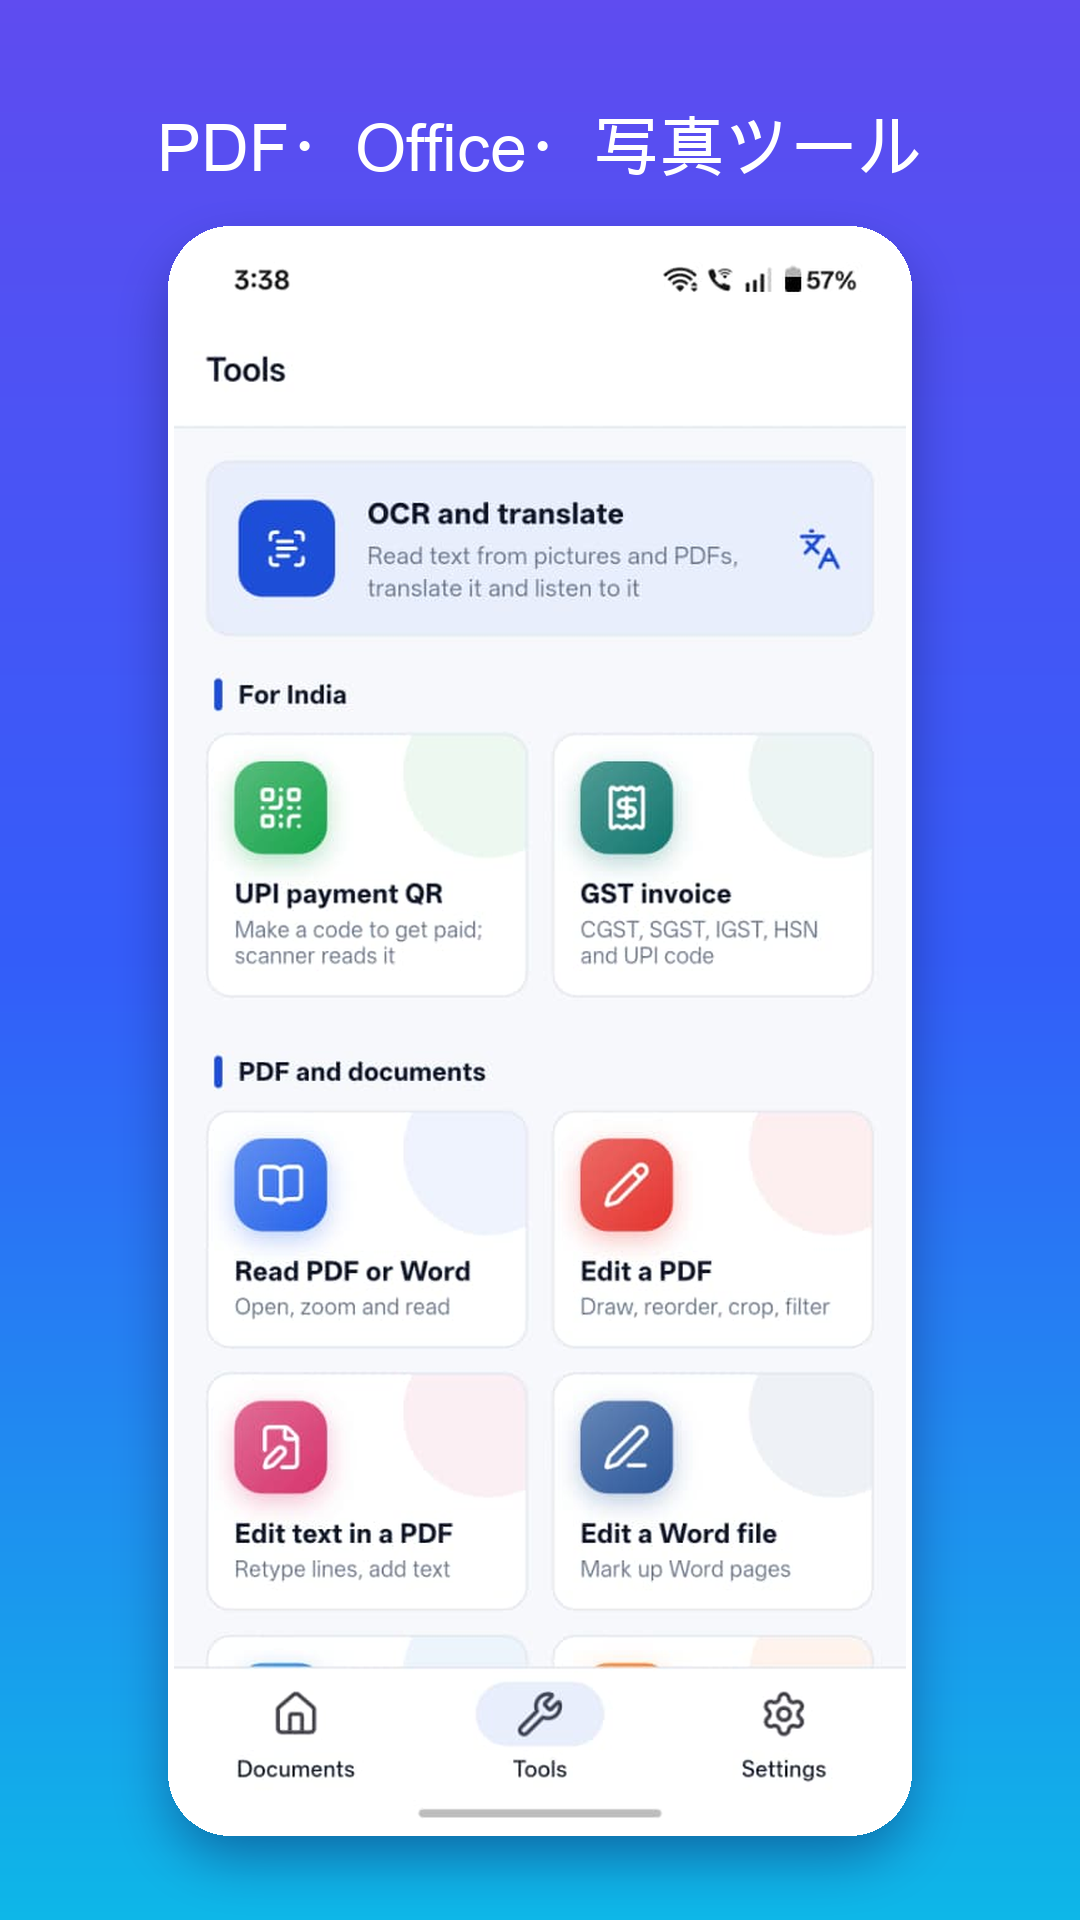 PDF・Office・写真ツール
3:38
57%
Tools
OCR and translate
Read text from pictures and PDFs,
translate it and listen to it
For India
UPI payment QR
Make a code to get paid;
scanner reads it
GST invoice
CGST, SGST, IGST, HSN
and UPI code
PDF and documents
Read PDF or Word
Open, zoom and read
Edit a PDF
Draw, reorder, crop, filter
Edit text in a PDF
Retype lines, add text
Edit a Word file
Mark up Word pages
Documents
Tools
Settings